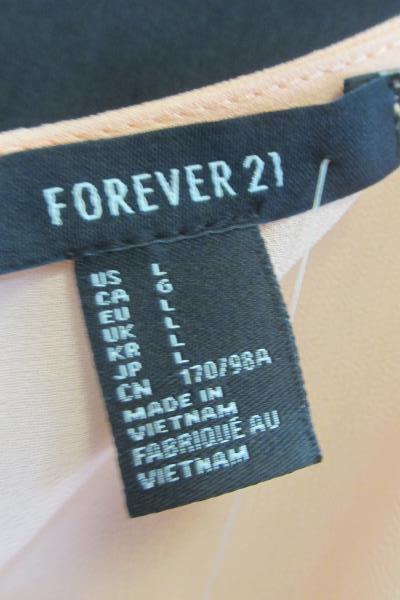 FOREVER 21
US L
CA G
EU L
UK L
KR L
JP L
CN 170/98A
MADE IN
VIETNAM
FABRIQUÉ AU
VIETNAM